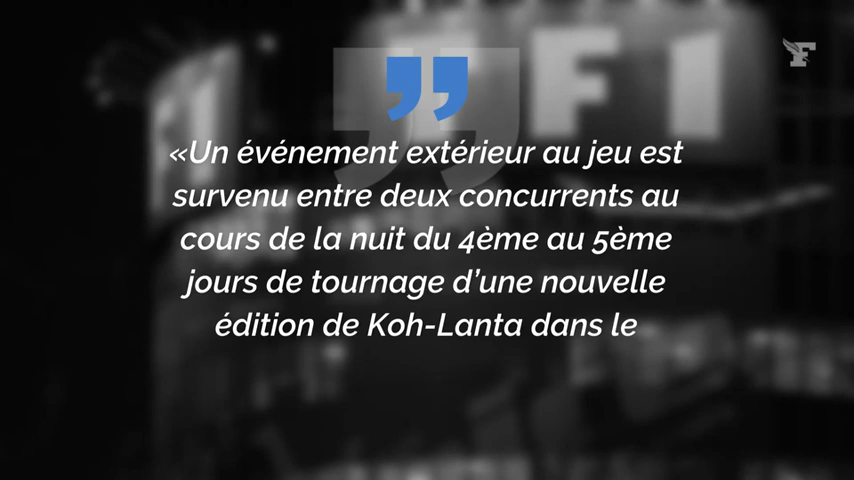 TF1
«Un événement extérieur au jeu est
survenu entre deux concurrents au
cours de la nuit du 4ème au 5ème
jours de tournage d’une nouvelle
édition de Koh-Lanta dans le